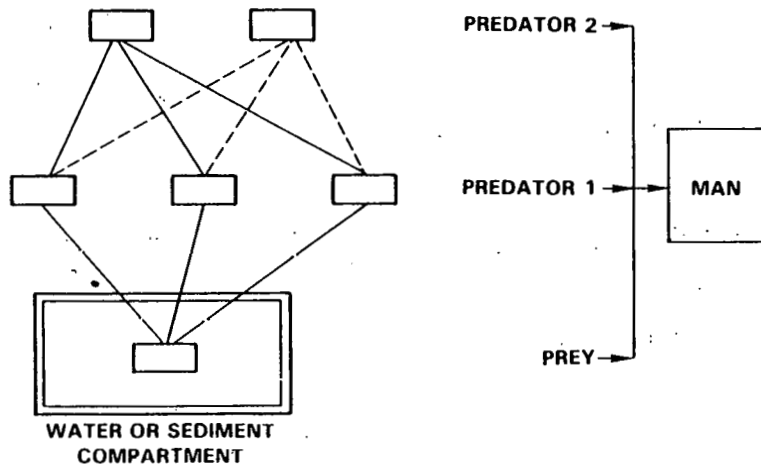 PREDATOR 2
PREDATOR 1
MAN
PREY
WATER OR SEDIMENT
COMPARTMENT